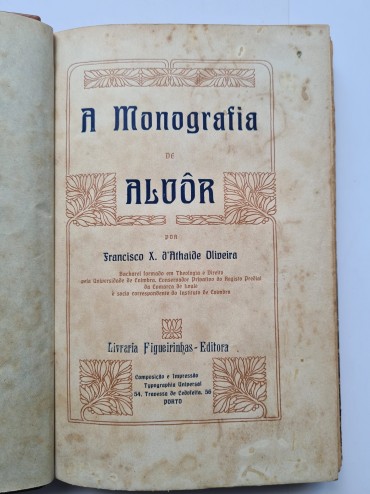 A Monografia
DE
ALVÔR
POR
Francisco X. d'Athaide Oliveira
Bacharel formado em Theologia e Direito
pela Universidade de Coimbra, Conservador Privativo do Registo Predial
da Comarca de Loulé
e socio correspondente do Instituto de Coimbra
Livraria Figueirinhas-Editora
Composição e Impressão
Typographia Universal
54, Travessa de Cedofeita, 56
PORTO